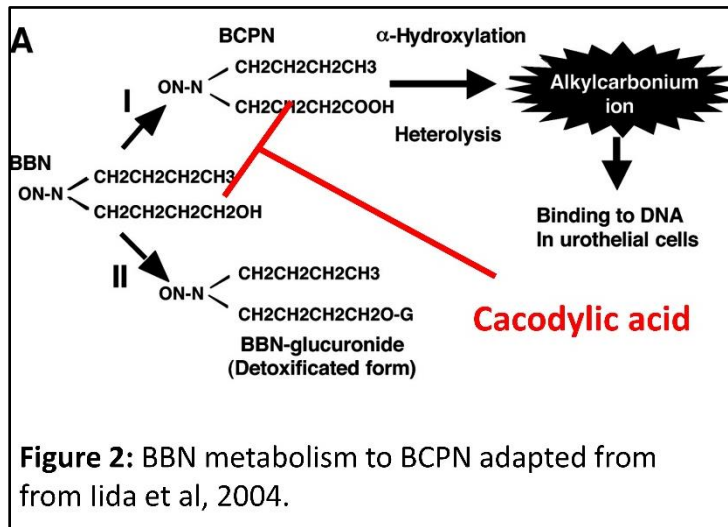 A
BCPN
α-Hydroxylation
I
ON-N
CH2CH2CH2CH3
CH2CH2CH2COOH
Heterolysis
Alkylcarbonium
ion
BBN
ON-N
CH2CH2CH2CH3
CH2CH2CH2CH2OH
Binding to DNA
In urothelial cells
II
ON-N
CH2CH2CH2CH3
CH2CH2CH2CH2O-G
BBN-glucuronide
(Detoxificated form)
Cacodylic acid
Figure 2: BBN metabolism to BCPN adapted from
from Iida et al, 2004.